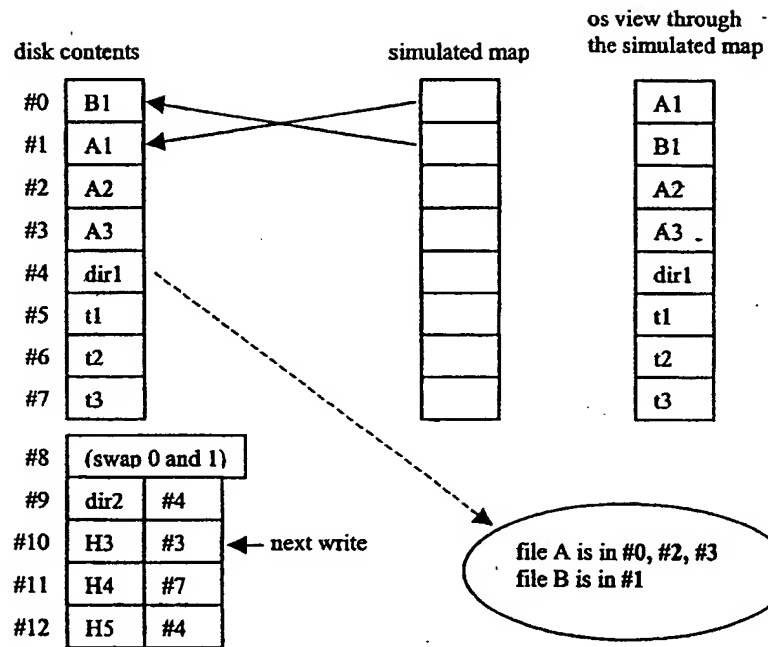 os view through
disk contents simulated map the simulated map
#0 B1 A1
#1 A1 B1
#2 A2 A2
#3 A3 A3
#4 dir1 dir1
#5 t1 t1
#6 t2 t2
#7 t3 t3
#8 (swap 0 and 1)
#9 dir2 #4
#10 H3 #3 next write file A is in #0, #2, #3
#11 H4 #7 file B is in #1
#12 H5 #4